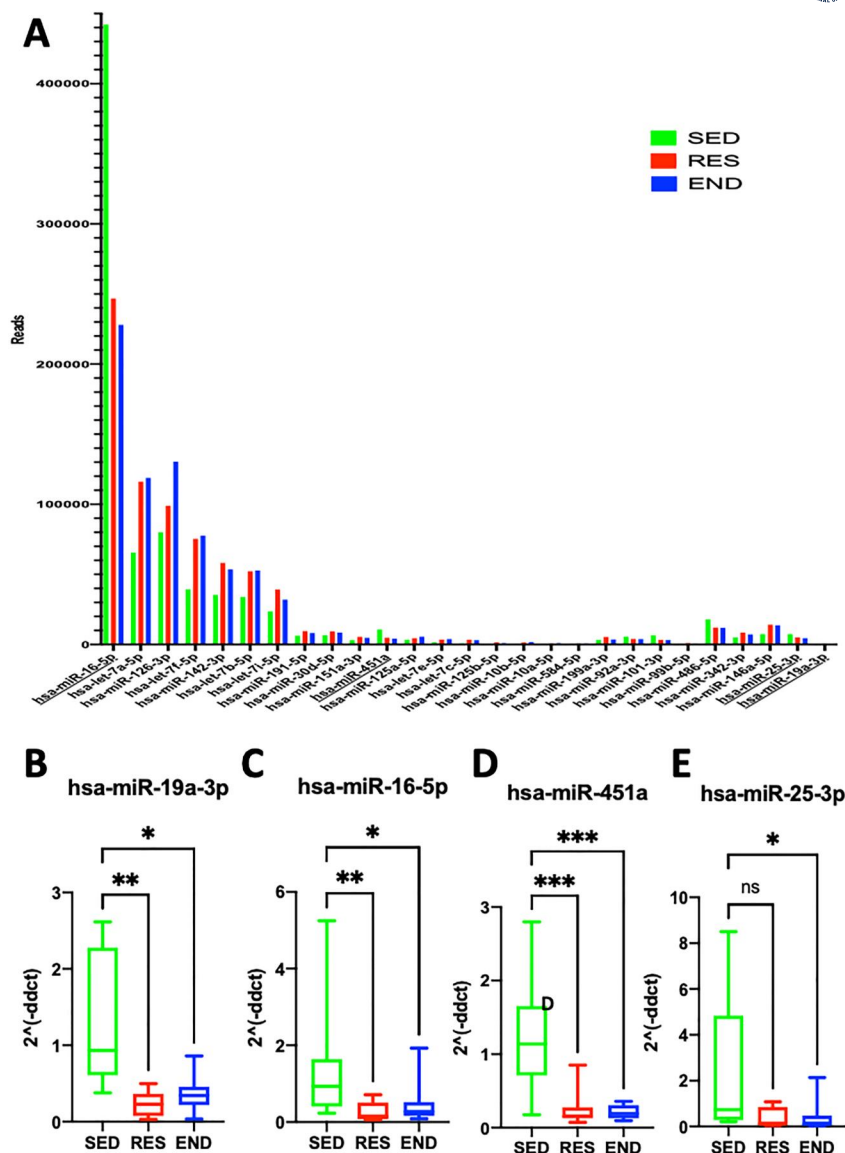 A
SED
RES
END
Reads
400000
300000
200000
100000
0
hsa-miR-16-5p
hsa-let-7a-5p
hsa-miR-126-3p
hsa-let-7f-5p
hsa-miR-142-3p
hsa-let-7b-5p
hsa-let-7i-5p
hsa-miR-191-5p
hsa-miR-30d-5p
hsa-miR-151a-3p
hsa-miR-451a
hsa-miR-125a-5p
hsa-let-7e-5p
hsa-let-7c-5p
hsa-miR-125b-5p
hsa-miR-10b-5p
hsa-miR-10a-5p
hsa-miR-584-5p
hsa-miR-199a-3p
hsa-miR-92a-3p
hsa-miR-101-3p
hsa-miR-99b-5p
hsa-miR-486-5p
hsa-miR-342-3p
hsa-miR-146a-5p
hsa-miR-25-3p
hsa-miR-19a-3p
B
hsa-miR-19a-3p
*
**
2^(-ddct)
3
2
1
0
SED RES END
C
hsa-miR-16-5p
*
**
2^(-ddct)
6
4
2
0
SED RES END
D
hsa-miR-451a
***
***
2^(-ddct)
3
2
1
0
D
SED RES END
E
hsa-miR-25-3p
*
ns
2^(-ddct)
10
8
6
4
2
0
SED RES END